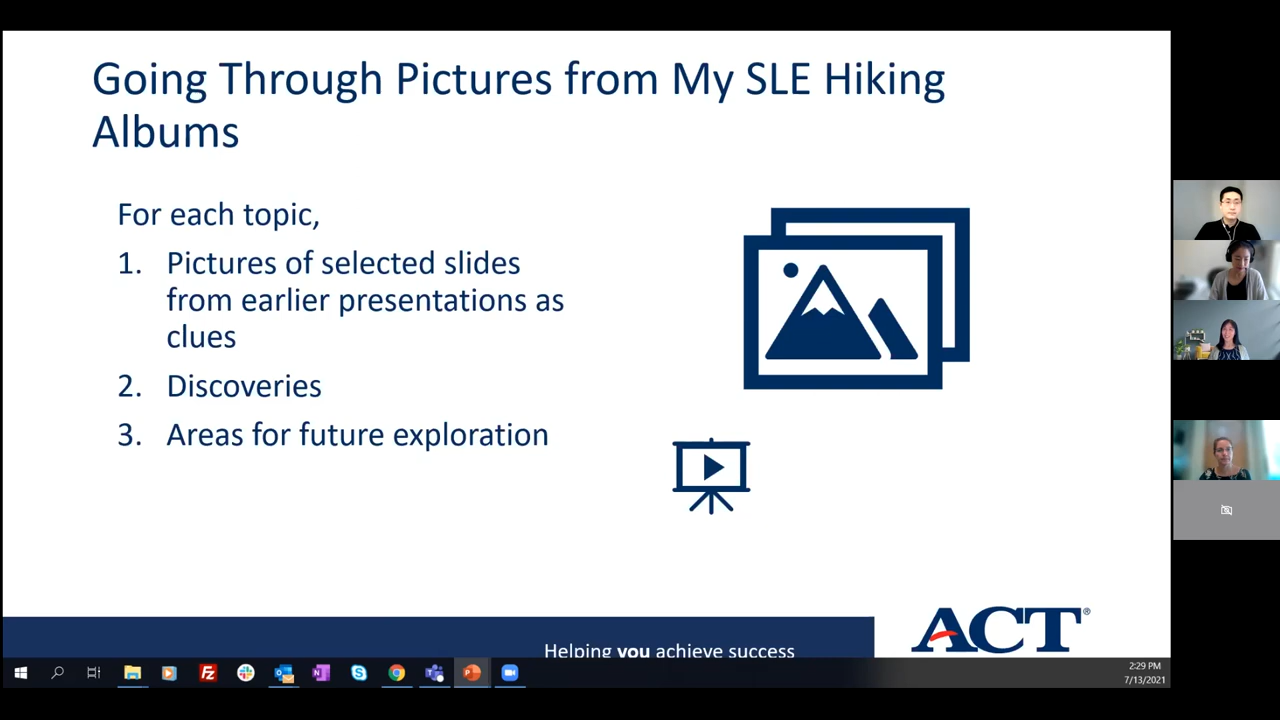 Going Through Pictures from My SLE Hiking
Albums
For each topic,
1. Pictures of selected slides
from earlier presentations as
clues
2. Discoveries
3. Areas for future exploration
ACT®
Helping you achieve success
2:29 PM
7/13/2021